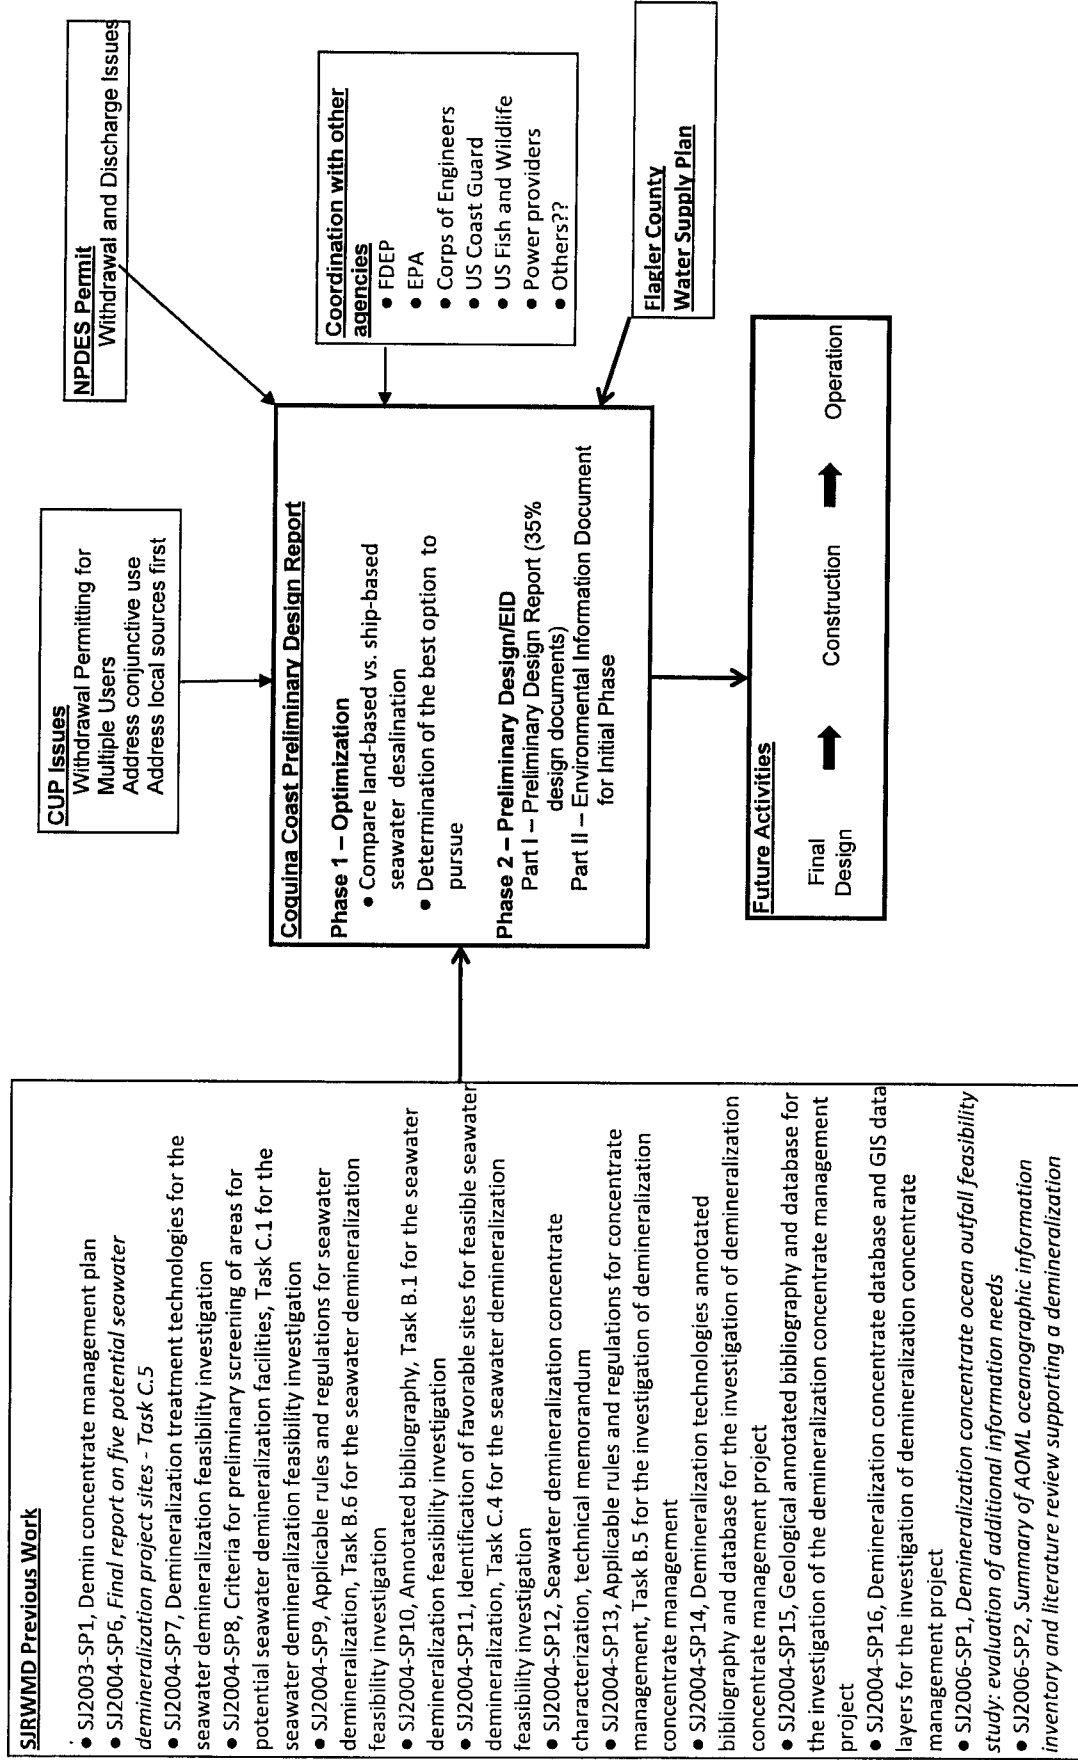 SJRWMD Previous Work
● SJ2003-SP1, Demin concentrate management plan
● SJ2004-SP6, Final report on five potential seawater
demineralization project sites - Task C.5
● SJ2004-SP7, Demineralization treatment technologies for the
seawater demineralization feasibility investigation
● SJ2004-SP8, Criteria for preliminary screening of areas for
potential seawater demineralization facilities, Task C.1 for the
seawater demineralization feasibility investigation
● SJ2004-SP9, Applicable rules and regulations for seawater
demineralization, Task B.6 for the seawater demineralization
feasibility investigation
● SJ2004-SP10, Annotated bibliography, Task B.1 for the seawater
demineralization feasibility investigation
● SJ2004-SP11, Identification of favorable sites for feasible seawater
demineralization, Task C.4 for the seawater demineralization
feasibility investigation
● SJ2004-SP12, Seawater demineralization concentrate
characterization, technical memorandum
● SJ2004-SP13, Applicable rules and regulations for concentrate
management, Task B.5 for the investigation of demineralization
concentrate management
● SJ2004-SP14, Demineralization technologies annotated
bibliography and database for the investigation of demineralization
concentrate management project
● SJ2004-SP15, Geological annotated bibliography and database for
the investigation of the demineralization concentrate management
project
● SJ2004-SP16, Demineralization concentrate database and GIS data
layers for the investigation of demineralization concentrate
management project
● SJ2006-SP1, Demineralization concentrate ocean outfall feasibility
study: evaluation of additional information needs
● SJ2006-SP2, Summary of AOML oceanographic information
inventory and literature review supporting a demineralization
CUP Issues
Withdrawal Permitting for
Multiple Users
Address conjunctive use
Address local sources first
NPDES Permit
Withdrawal and Discharge Issues
Coquina Coast Preliminary Design Report
Phase 1 – Optimization
● Compare land-based vs. ship-based
seawater desalination
● Determination of the best option to
pursue
Phase 2 – Preliminary Design/EID
Part I – Preliminary Design Report (35%
design documents)
Part II – Environmental Information Document
for Initial Phase
Coordination with other
agencies
● FDEP
● EPA
● Corps of Engineers
● US Coast Guard
● US Fish and Wildlife
● Power providers
● Others??
Flagler County
Water Supply Plan
Future Activities
Final
Design
Construction
Operation